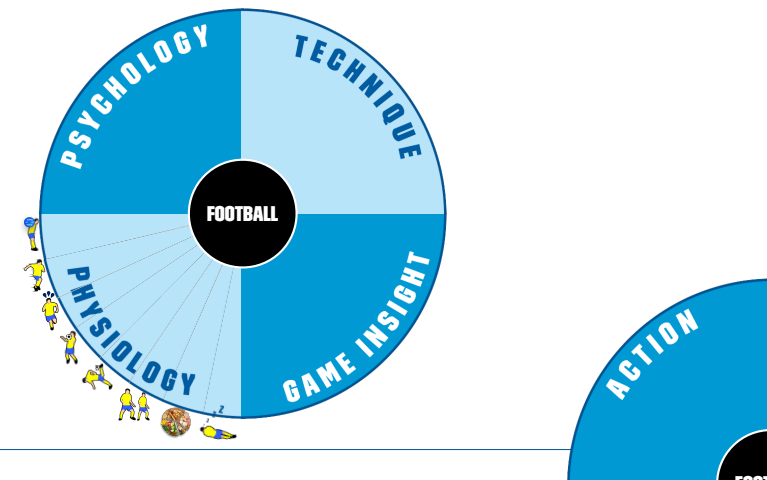 PSYCHOLOGY
TECHNIQUE
FOOTBALL
PHYSIOLOGY
GAME INSIGHT
z z
ACTION